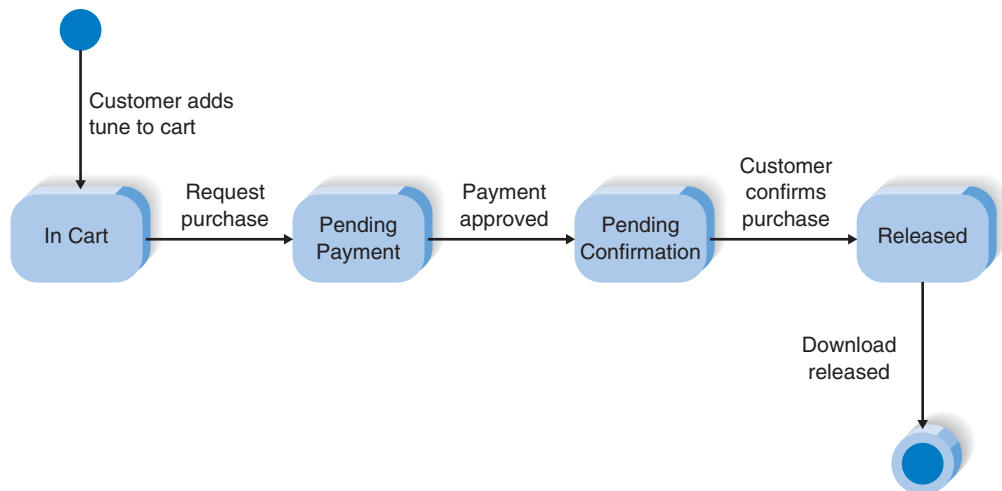 Customer adds
tune to cart
In Cart
Request
purchase
Pending
Payment
Payment
approved
Pending
Confirmation
Customer
confirms
purchase
Released
Download
released